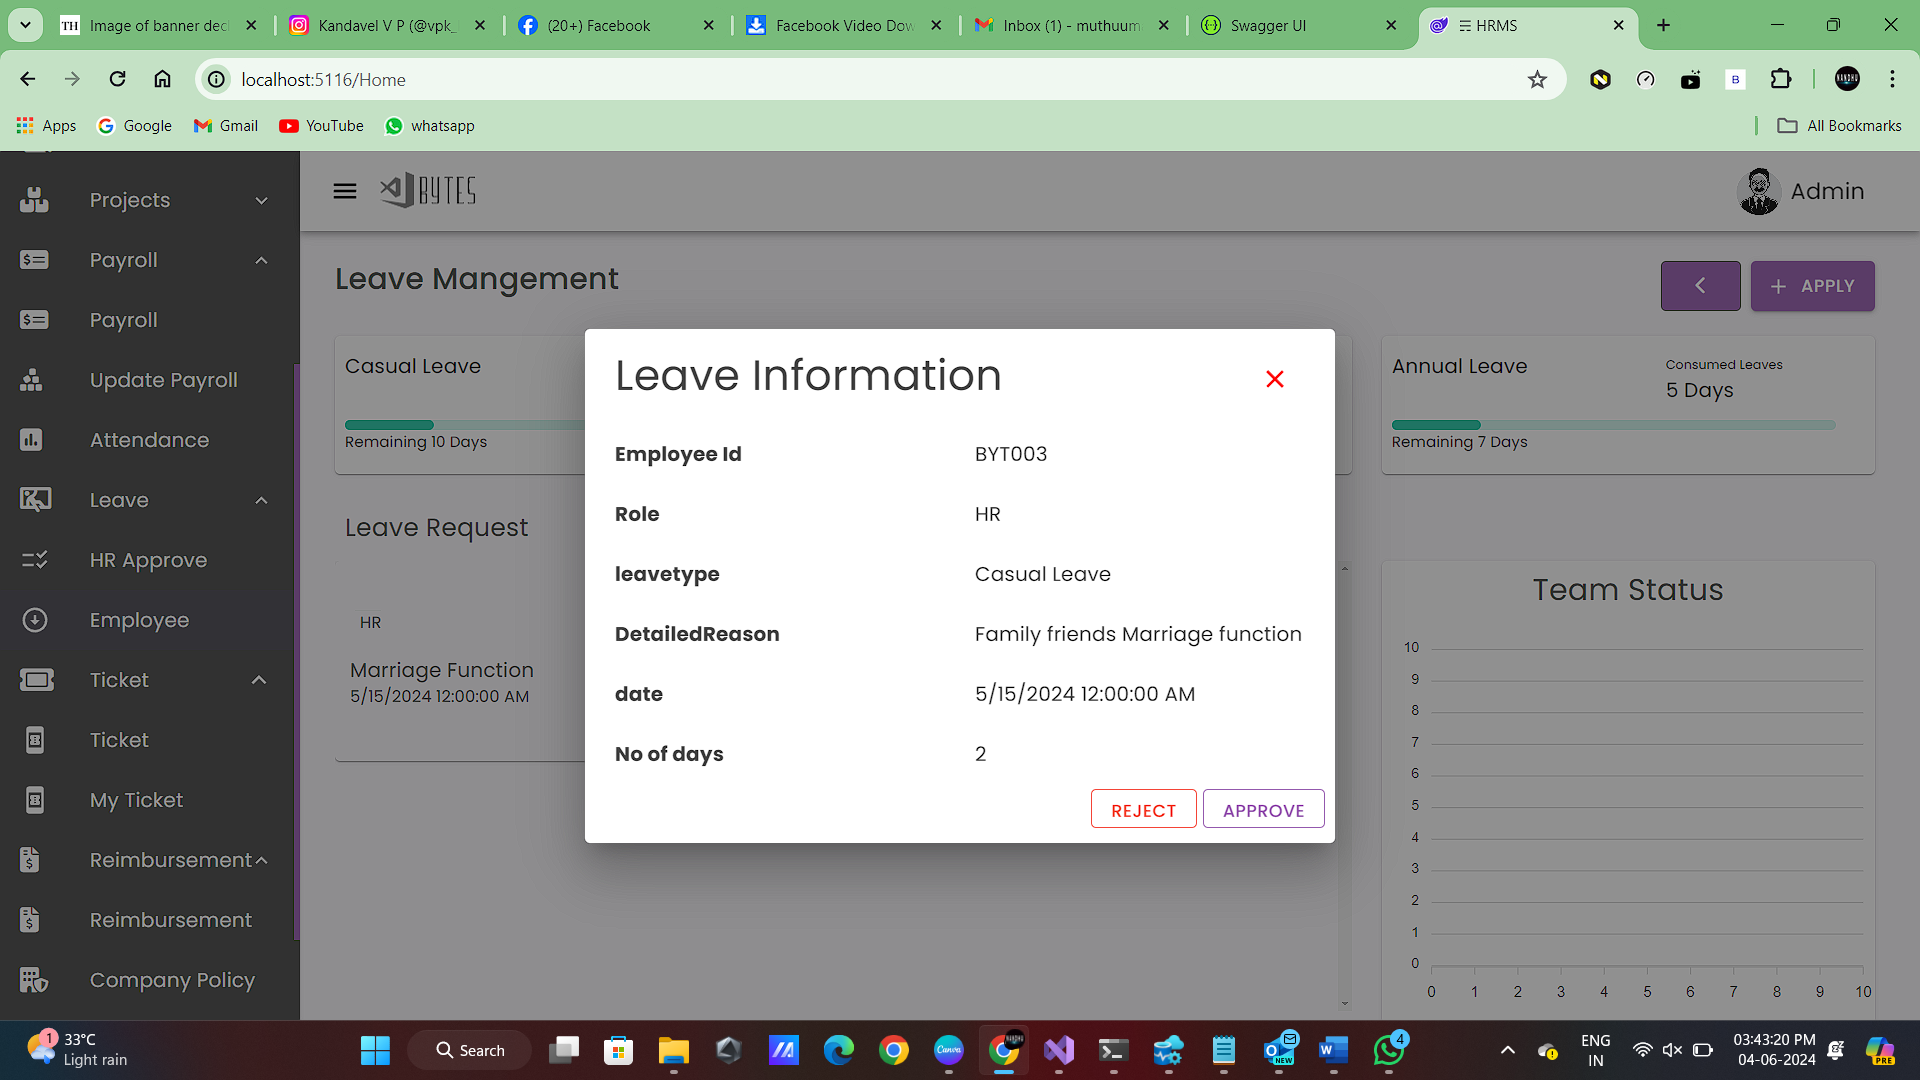 TH Image of banner dec
Kandavel V P (@vpk_
(20+) Facebook
Facebook Video Dow
Inbox (1) - muthuum
Swagger UI
☴ HRMS
localhost:5116/Home
Apps
Google
Gmail
YouTube
whatsapp
All Bookmarks
Projects
Payroll
Payroll
Update Payroll
Attendance
Leave
HR Approve
Employee
Ticket
Ticket
My Ticket
Reimbursement
Reimbursement
Company Policy
BYTES
Admin
Leave Mangement
+ APPLY
Casual Leave
Remaining 10 Days
Annual Leave
Consumed Leaves
5 Days
Remaining 7 Days
Leave Request
HR
Marriage Function
5/15/2024 12:00:00 AM
Leave Information
Employee Id BYT003
Role HR
leavetype Casual Leave
DetailedReason Family friends Marriage function
date 5/15/2024 12:00:00 AM
No of days 2
REJECT APPROVE
Team Status
10
9
8
7
6
5
4
3
2
1
0
0 1 2 3 4 5 6 7 8 9 10
1
33°C
Light rain
Search
Canva
NEW
W
4
ENG
IN
03:43:20 PM
04-06-2024
PRE